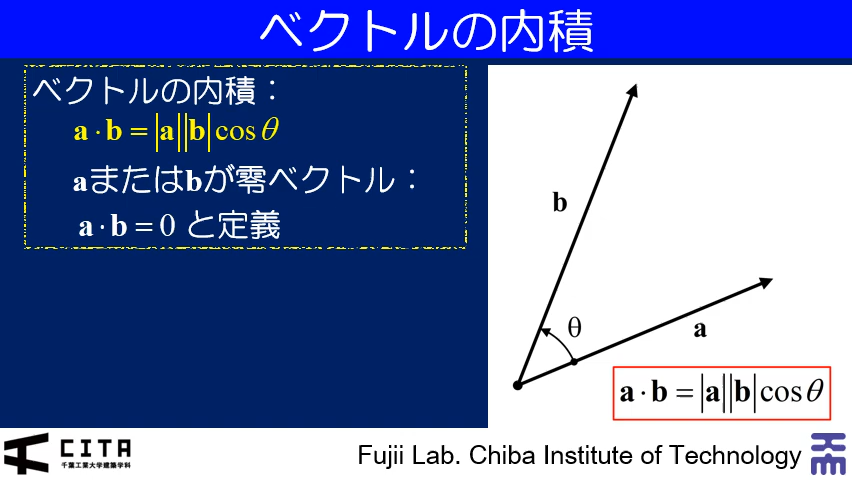 ベクトルの内積
ベクトルの内積：
a · b = |a||b| cos θ
aまたはbが零ベクトル：
a · b = 0 と定義
b
θ
a
a · b = |a||b| cos θ
CITA
千葉工業大学建築学科
Fujii Lab. Chiba Institute of Technology